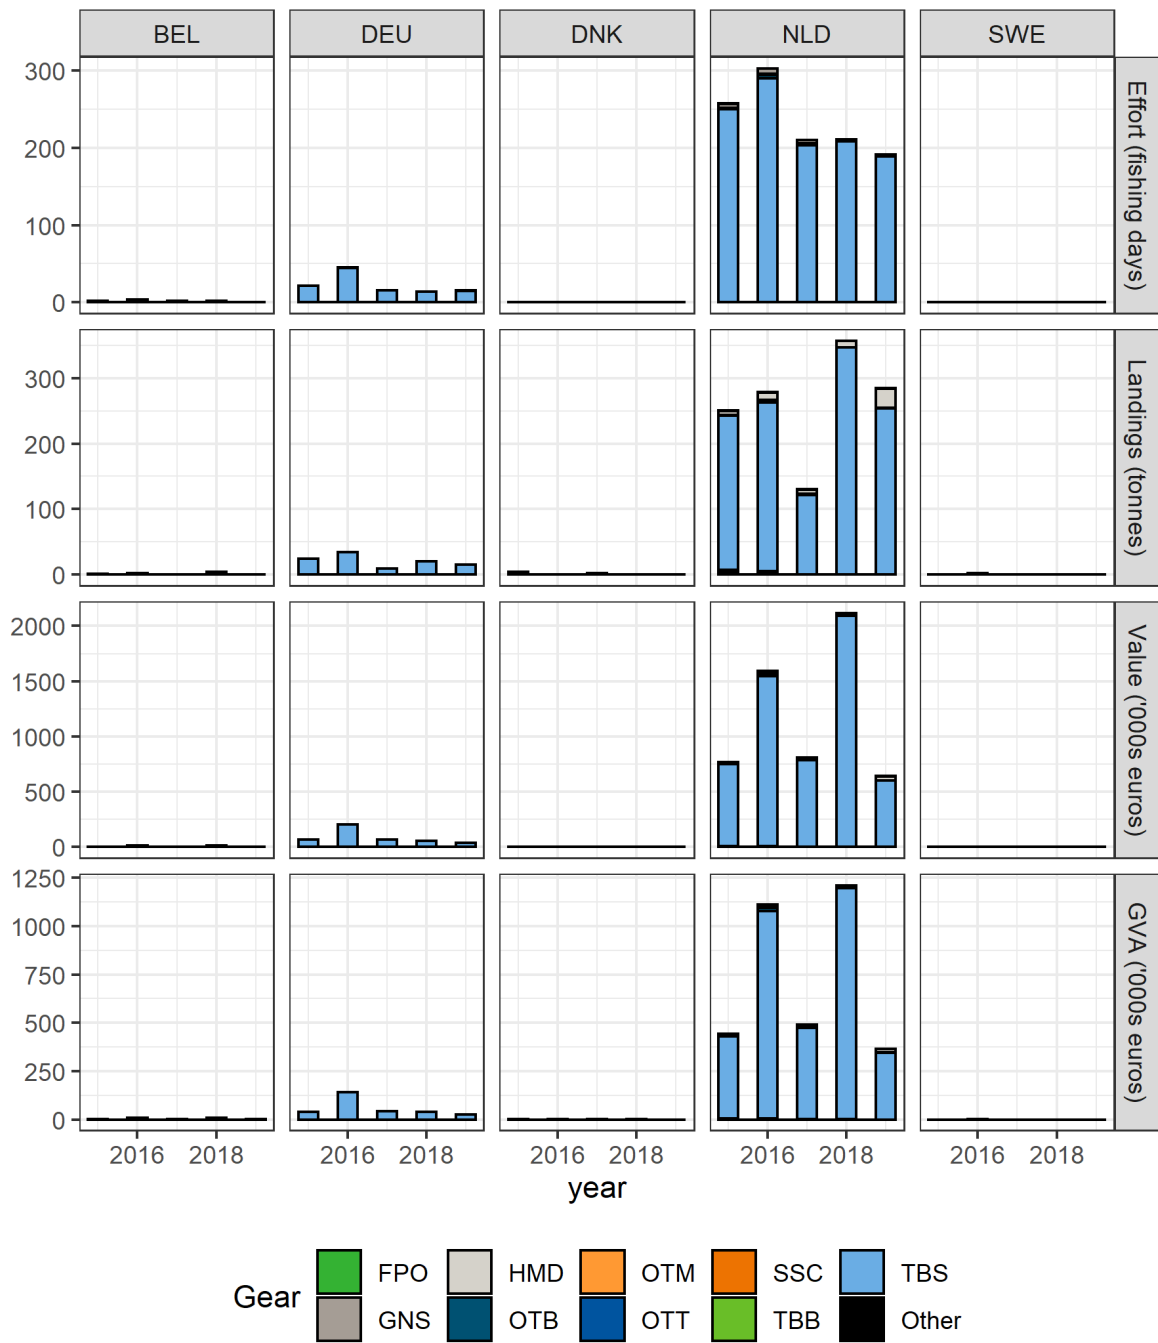 BEL DEU DNK NLD SWE
300
200
100
0
Effort (fishing days)
300
200
100
0
Landings (tonnes)
2000
1500
1000
500
0
Value ('000s euros)
1250
1000
750
500
250
0
GVA ('000s euros)
2016 2018 2016 2018 2016 2018 2016 2018 2016 2018
year
Gear
FPO HMD OTM SSC TBS
GNS OTB OTT TBB Other